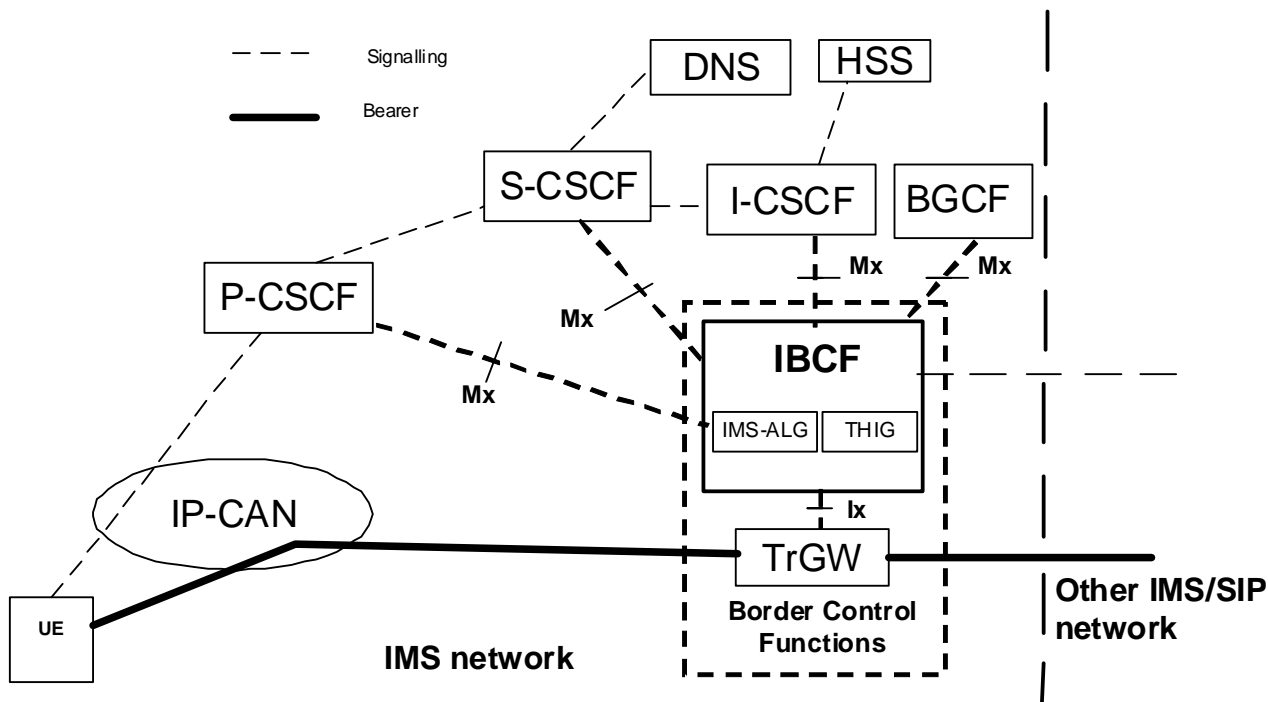 Signalling
Bearer
DNS
HSS
S-CSCF
I-CSCF
BGCF
P-CSCF
Mx
Mx
Mx
Mx
IBCF
IMS-ALG
THIG
IP-CAN
Ix
TrGW
UE
IMS network
Border Control
Functions
Other IMS/SIP
network